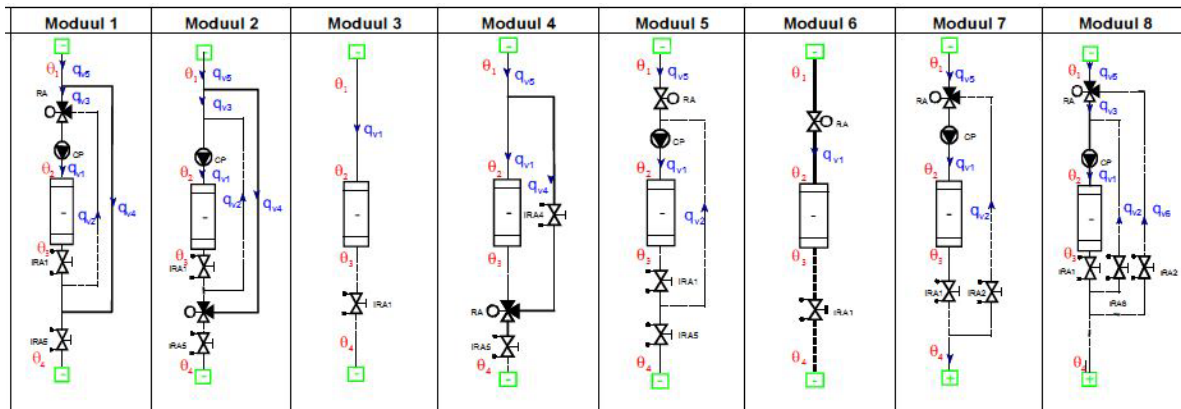 Moduul 1
Moduul 2
Moduul 3
Moduul 4
Moduul 5
Moduul 6
Moduul 7
Moduul 8
-
θ1
qv5
RA
qv3
CP
θ2
qv1
-
qv2
qv4
θ3
IRA1
IRA5
θ4
-
-
θ1
qv5
qv3
CP
θ2
qv1
-
qv2
qv4
θ3
IRA1
IRA5
θ4
-
-
θ1
qv1
θ2
-
θ3
IRA1
θ4
-
-
θ1
qv5
qv1
θ2
qv4
-
IRA4
θ3
RA
IRA5
θ4
-
-
θ1
qv5
RA
CP
θ2
qv1
-
qv2
θ3
IRA1
IRA5
θ4
-
-
θ1
RA
qv1
θ2
-
θ3
IRA1
θ4
-
-
θ1
qv5
RA
CP
θ2
qv1
-
qv2
θ3
IRA1
IRA2
θ4
+
-
θ1
qv5
RA
qv3
CP
θ2
qv1
-
qv2
qv6
θ3
IRA1
IRA2
θ4
+